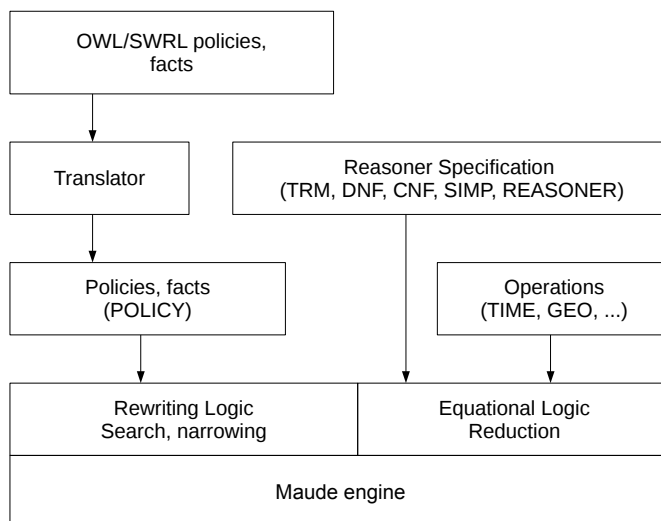 OWL/SWRL policies,
facts
Translator
Reasoner Specification
(TRM, DNF, CNF, SIMP, REASONER)
Policies, facts
(POLICY)
Operations
(TIME, GEO, ...)
Rewriting Logic
Search, narrowing
Equational Logic
Reduction
Maude engine